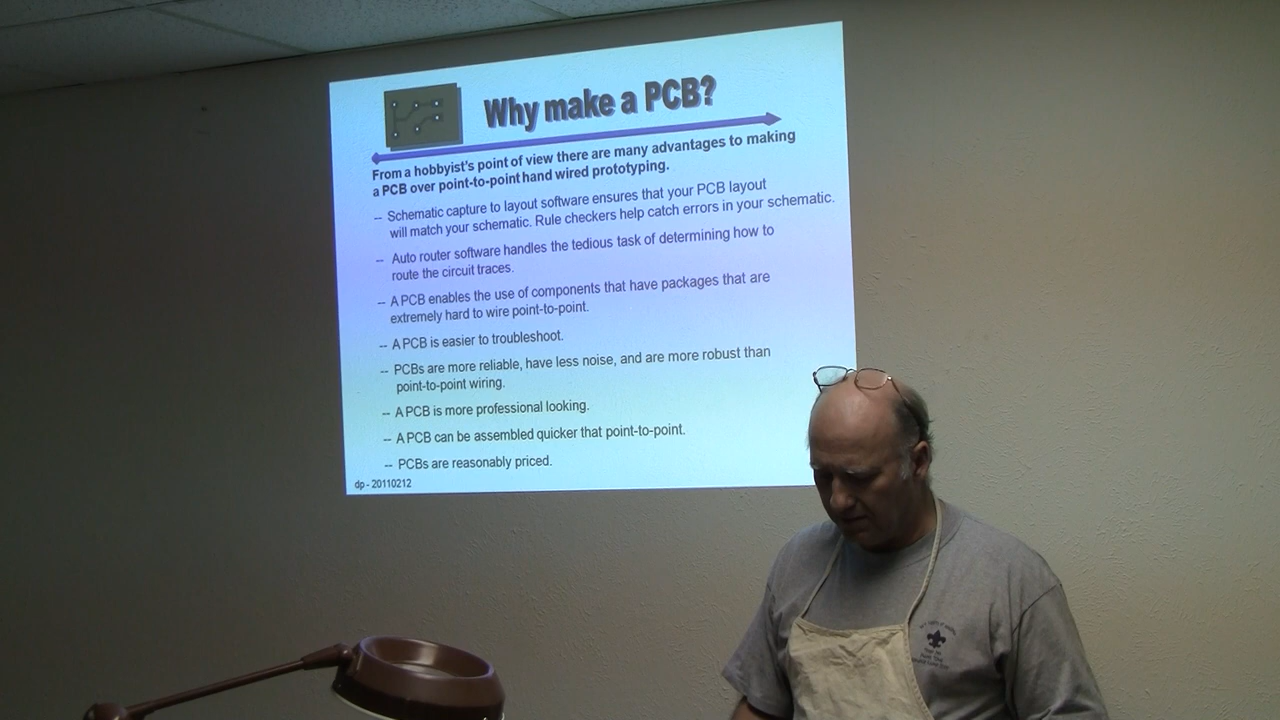 Why make a PCB?
From a hobbyist's point of view there are many advantages to making
a PCB over point-to-point hand wired prototyping.
-- Schematic capture to layout software ensures that your PCB layout
will match your schematic. Rule checkers help catch errors in your schematic.
-- Auto router software handles the tedious task of determining how to
route the circuit traces.
-- A PCB enables the use of components that have packages that are
extremely hard to wire point-to-point.
-- A PCB is easier to troubleshoot.
-- PCBs are more reliable, have less noise, and are more robust than
point-to-point wiring.
-- A PCB is more professional looking.
-- A PCB can be assembled quicker that point-to-point.
-- PCBs are reasonably priced.
dp - 20110212